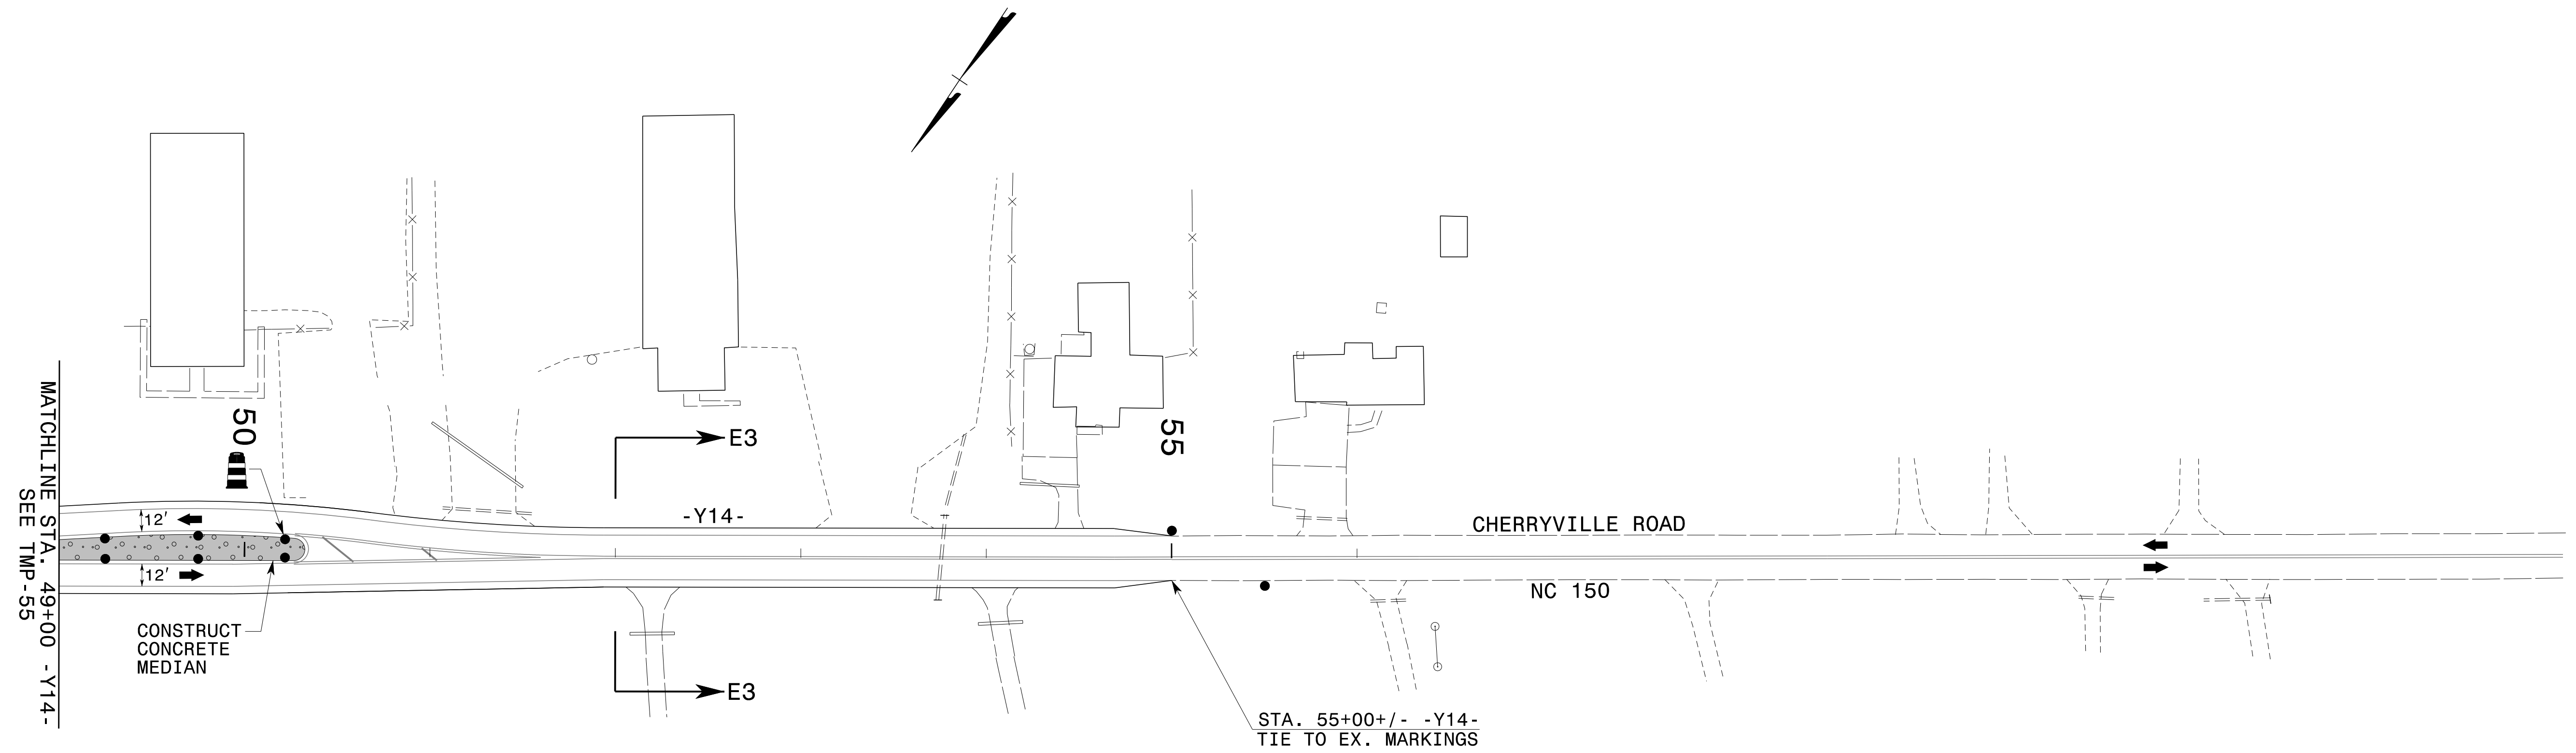 MATCHLINE STA. 49+00 -Y14-
SEE TMP-55
50
12'
12'
CONSTRUCT
CONCRETE
MEDIAN
E3
E3
-Y14-
55
CHERRYVILLE ROAD
NC 150
STA. 55+00+/- -Y14-
TIE TO EX. MARKINGS